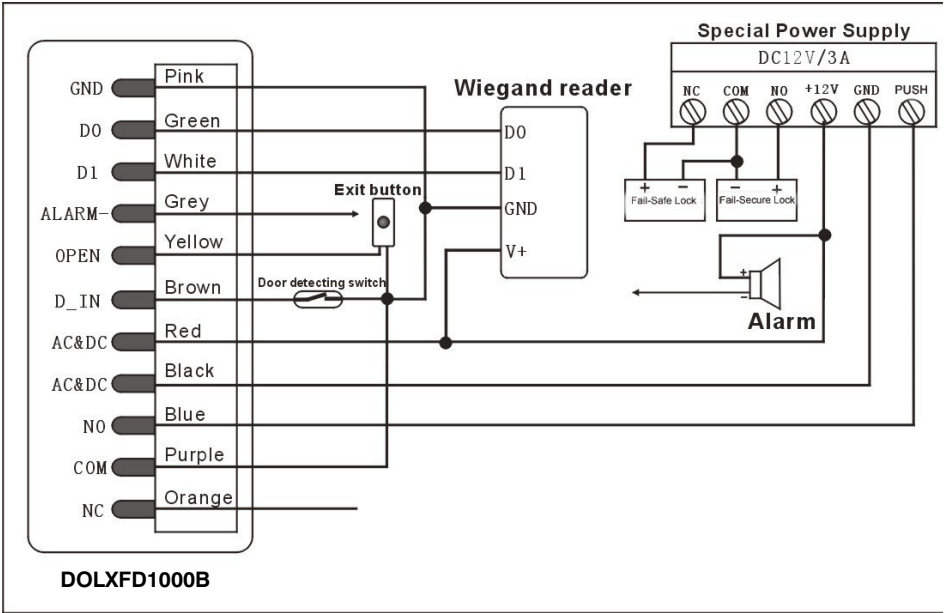 Special Power Supply
DC12V/3A
NC COM NO +12V GND PUSH
+ - - +
Fail-Safe Lock Fail-Secure Lock
+
-
Alarm
Wiegand reader
D0
D1
GND
V+
Exit button
Door detecting switch
GND Pink
D0 Green
D1 White
ALARM- Grey
OPEN Yellow
D_IN Brown
AC&DC Red
AC&DC Black
NO Blue
COM Purple
NC Orange
DOLXFD1000B